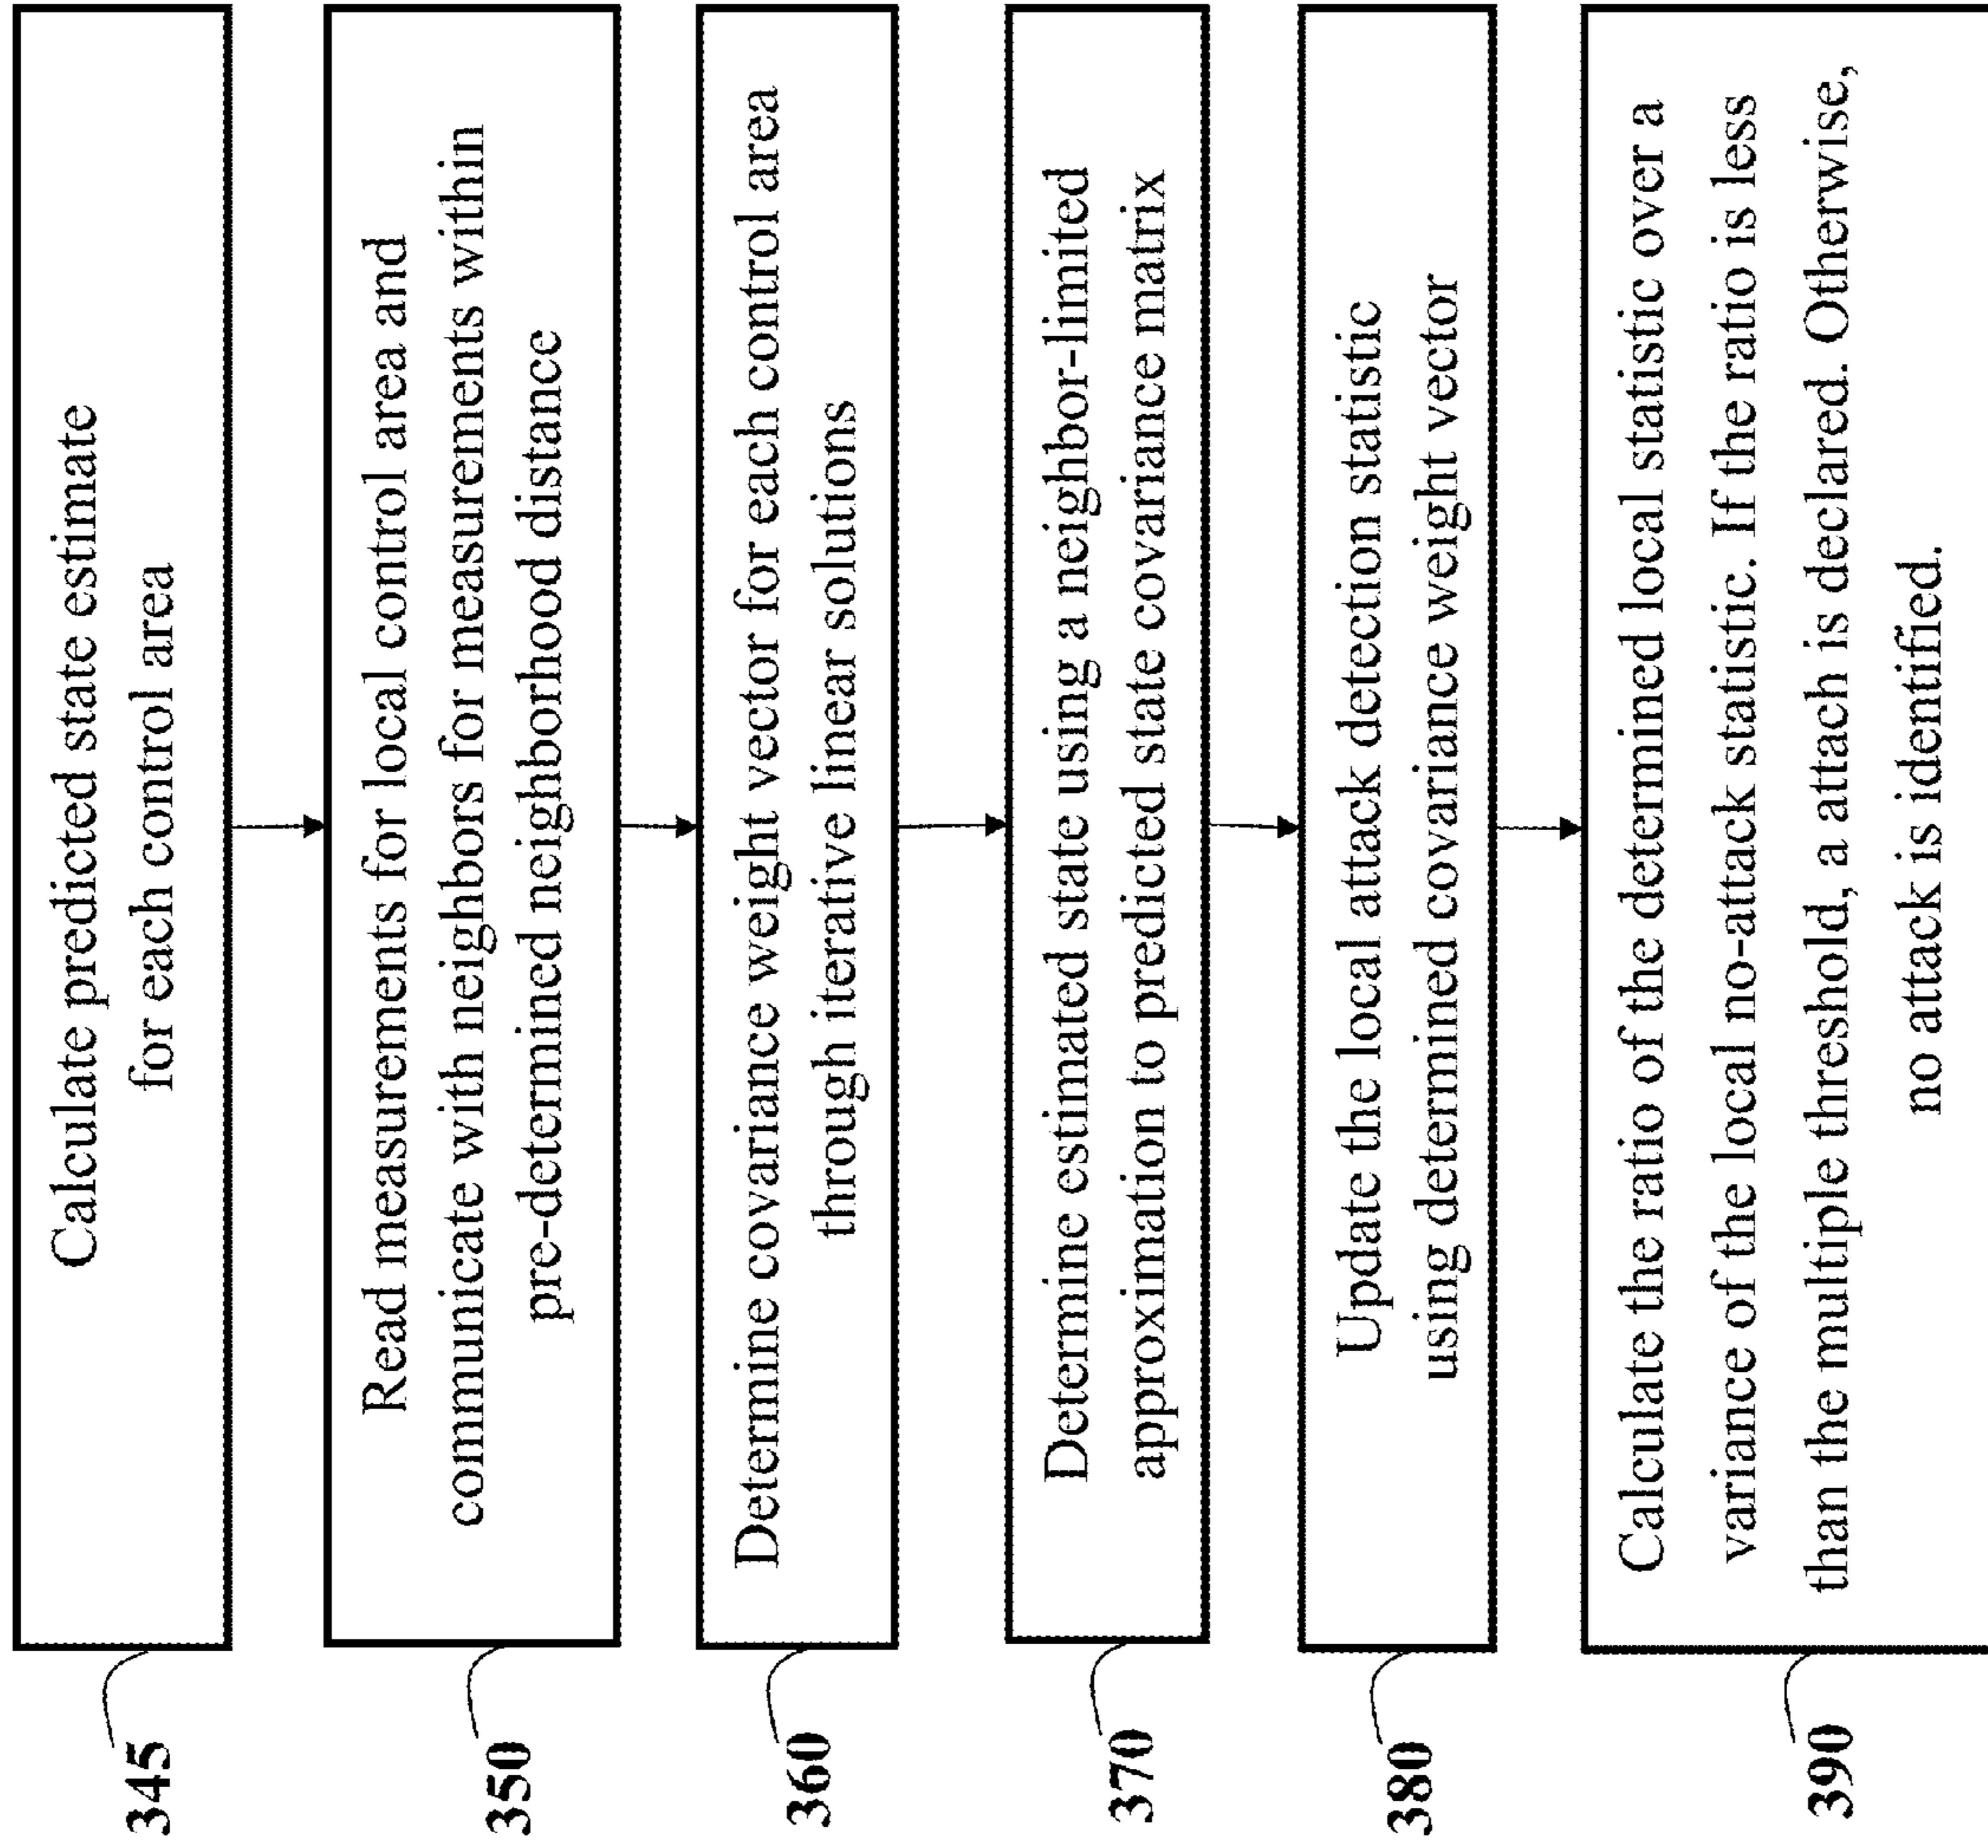 345
Calculate predicted state estimate
for each control area
350
Read measurements for local control area and
communicate with neighbors for measurements within
pre-determined neighborhood distance
360
Determine covariance weight vector for each control area
through iterative linear solutions
370
Determine estimated state using a neighbor-limited
approximation to predicted state covariance matrix
380
Update the local attack detection statistic
using determined covariance weight vector
390
Calculate the ratio of the determined local statistic over a
variance of the local no-attack statistic. If the ratio is less
than the multiple threshold, a attach is declared. Otherwise,
no attack is identified.